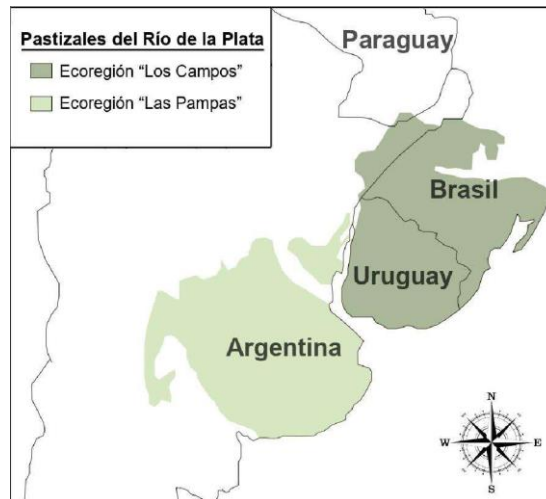 Pastizales del Río de la Plata
Ecoregión “Los Campos”
Ecoregión “Las Pampas”
Paraguay
Brasil
Uruguay
Argentina
N
W
E
S